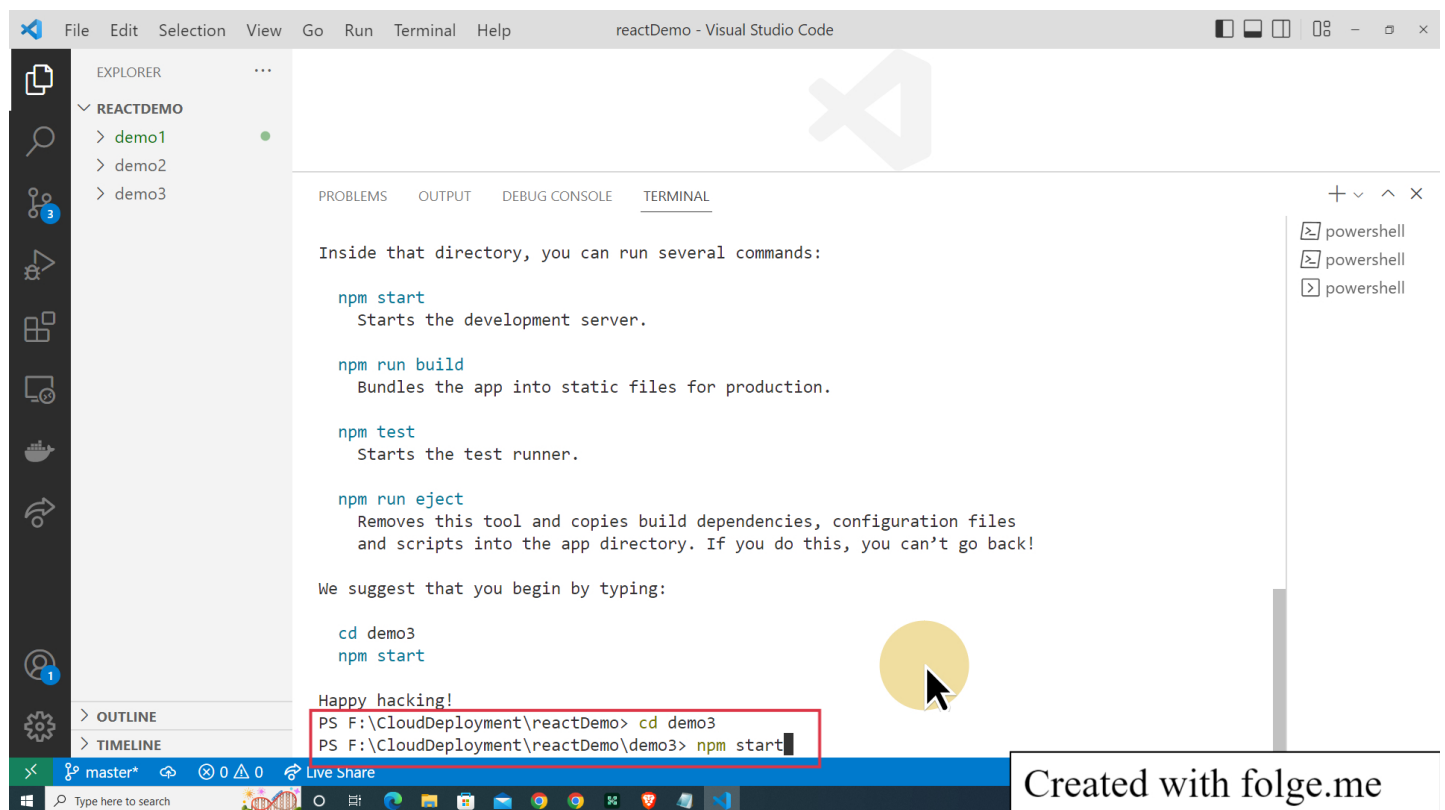 File Edit Selection View Go Run Terminal Help reactDemo - Visual Studio Code
EXPLORER
REACTDEMO
demo1
demo2
demo3
3
1
OUTLINE
TIMELINE
PROBLEMS OUTPUT DEBUG CONSOLE TERMINAL
Inside that directory, you can run several commands:
npm start
Starts the development server.
npm run build
Bundles the app into static files for production.
npm test
Starts the test runner.
npm run eject
Removes this tool and copies build dependencies, configuration files
and scripts into the app directory. If you do this, you can’t go back!
We suggest that you begin by typing:
cd demo3
npm start
Happy hacking!
PS F:\CloudDeployment\reactDemo> cd demo3
PS F:\CloudDeployment\reactDemo\demo3> npm start
powershell
powershell
powershell
master* 0 0 Live Share
Type here to search
Created with folge.me